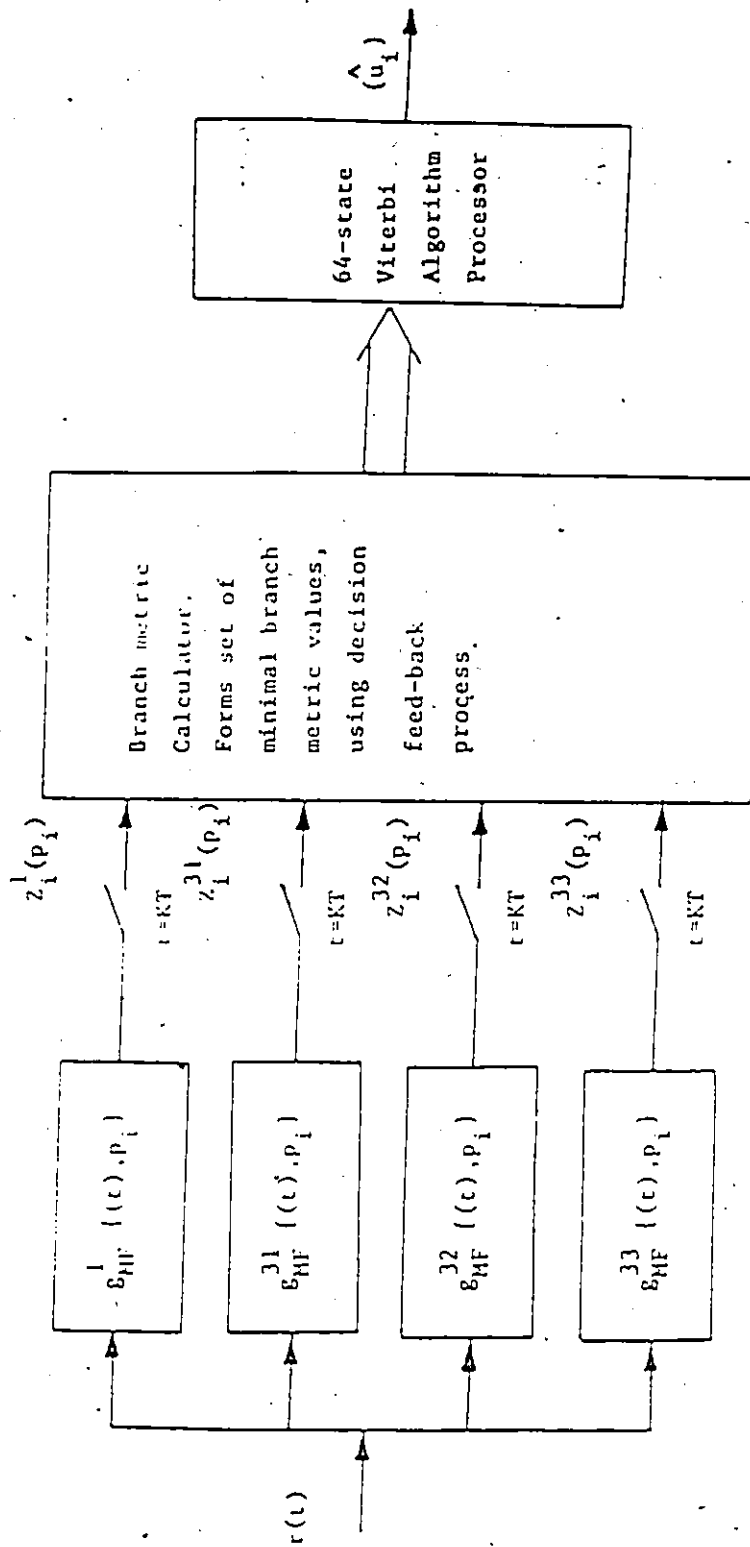 r(t)
g^1_MF {(t),p_i)
g^31_MF {(t),p_i)
g^32_MF {(t),p_i)
g^33_MF {(t),p_i)
Z^1_i(p_i)
t=KT
Z^31_i(p_i)
t=KT
Z^32_i(p_i)
t=KT
Z^33_i(p_i)
t=KT
Branch metric
Calculator.
Forms set of
minimal branch
metric values,
using decision
feed-back
process.
64-state
Viterbi
Algorithm
Processor
(û_i)